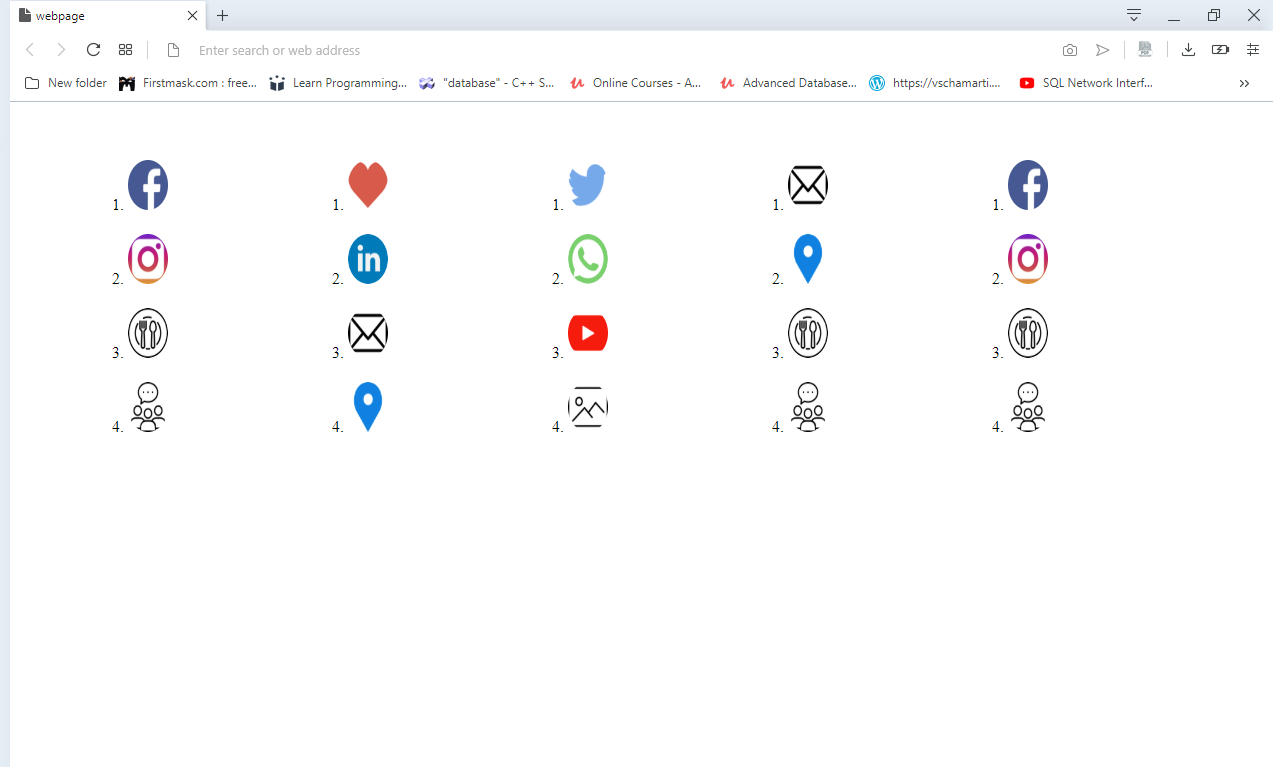 webpage
Enter search or web address
New folder Firstmask.com : free... Learn Programming... "database" - C++ S... Online Courses - A... Advanced Database... https://vschamarti.... SQL Network Interf...
1. 1. 1. 1. 1.
2. in 2. 2. 2. 2.
3. 3. 3. 3. 3.
4. 4. 4. 4. 4.